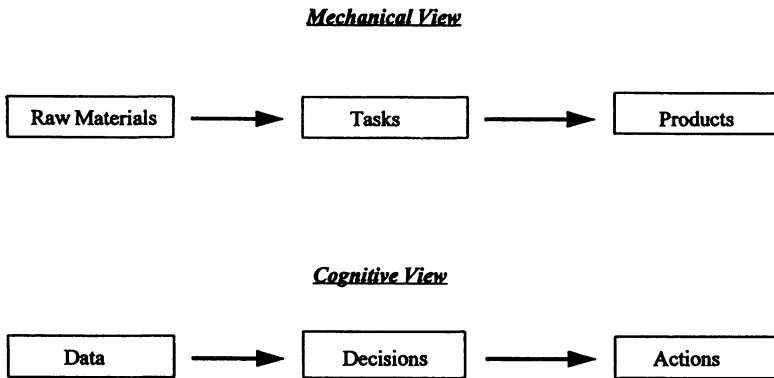 Mechanical View
Raw Materials
Tasks
Products
Cognitive View
Data
Decisions
Actions